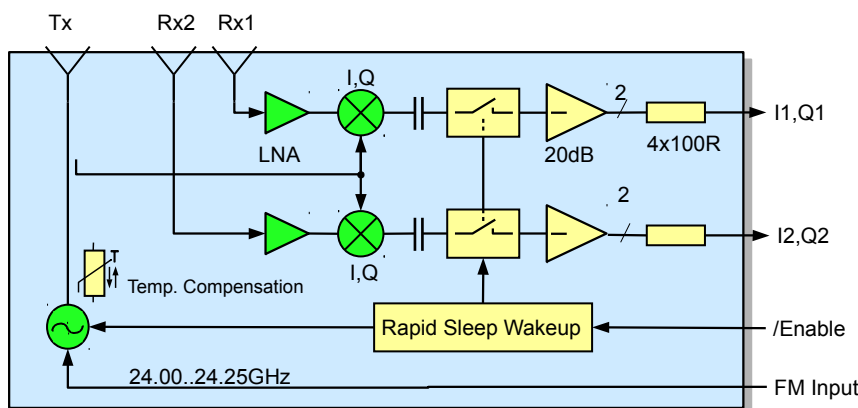 Tx
Rx2
Rx1
I,Q
2
I1,Q1
LNA
20dB
4x100R
2
I2,Q2
I,Q
T
Temp. Compensation
Rapid Sleep Wakeup
/Enable
24.00..24.25GHz
FM Input